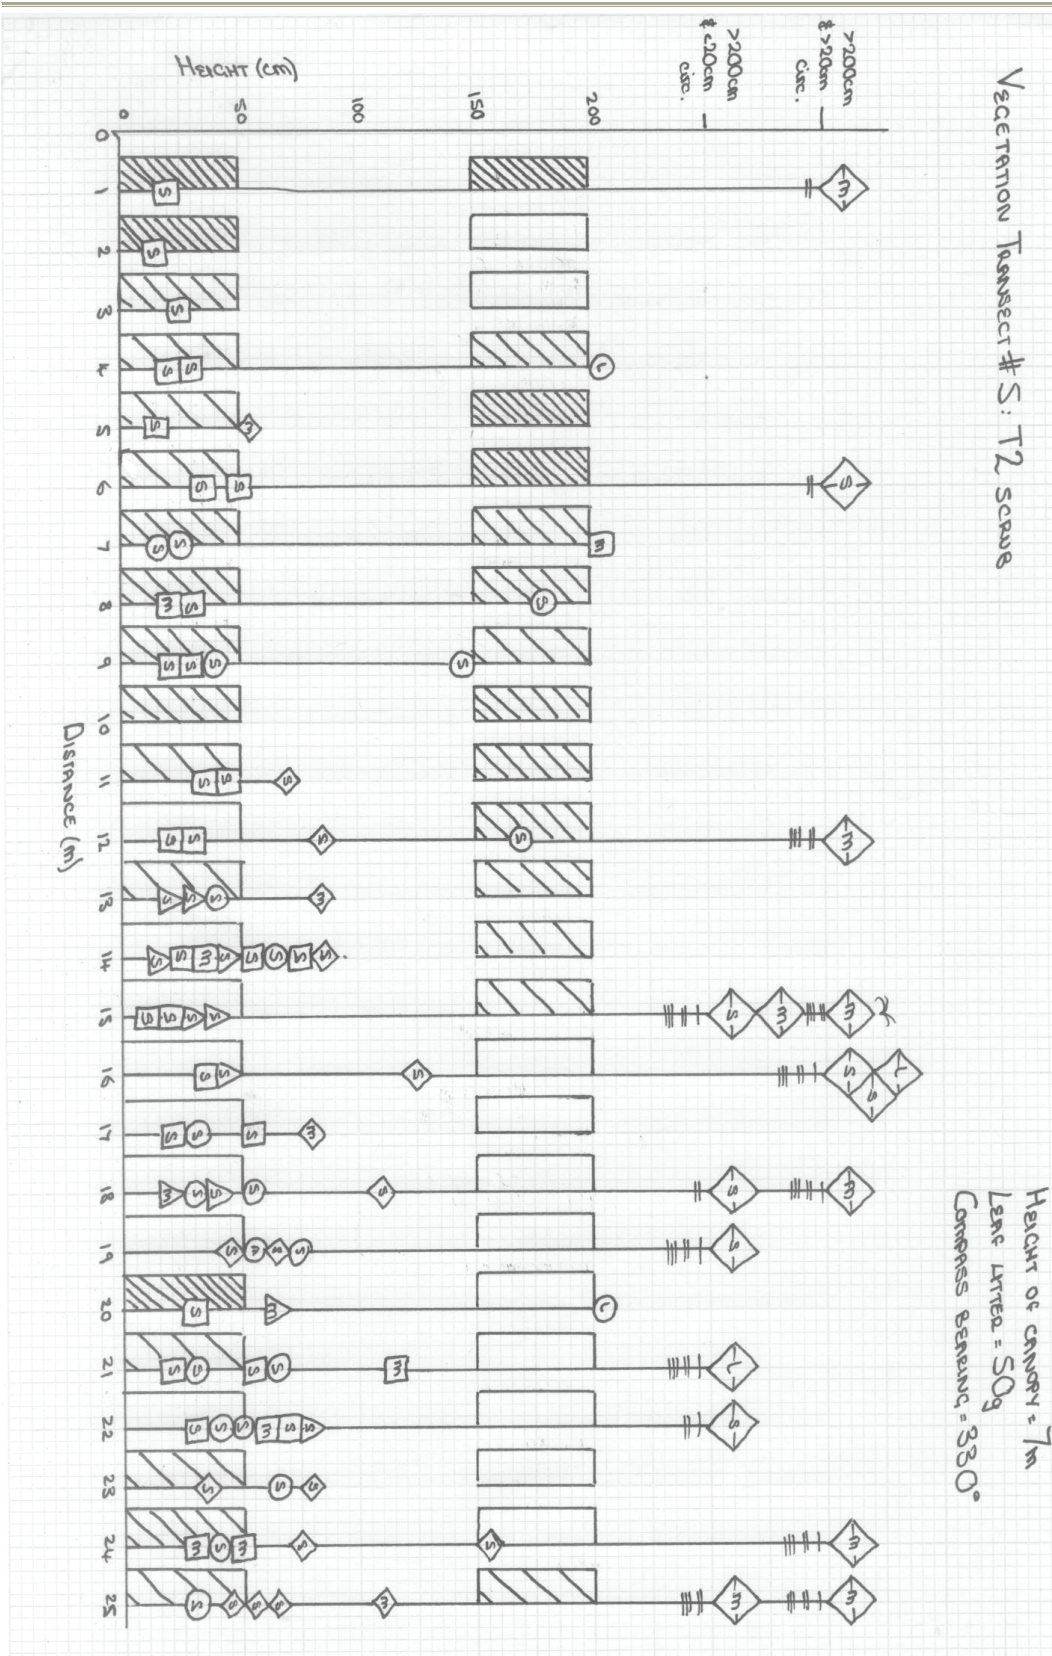 VEGETATION TRANSECT # S: T2 SCRUB
HEIGHT OF CANOPY = 7m
LEAF LITTER = 50g
COMPASS BEARING = 330°
>200cm
& >20cm
circ.
>200cm
& <20cm
circ.
200
150
100
50
0
HEIGHT (cm)
0 1 2 3 4 5 6 7 8 9 10 11 12 13 14 15 16 17 18 19 20 21 22 23 24 25
DISTANCE (m)
m
S
S
S
S S L
S m
S S S
S S m
m S S
S S S S
S S S
S S S S m
S S S m
S S m S S S S S
S S S S S m m
S S S S L S
S S S m
m S S S S S m
S S S S
S m L
S S S S m L
S S S m S S S
S S S
m S m S S m
S S S S m m m